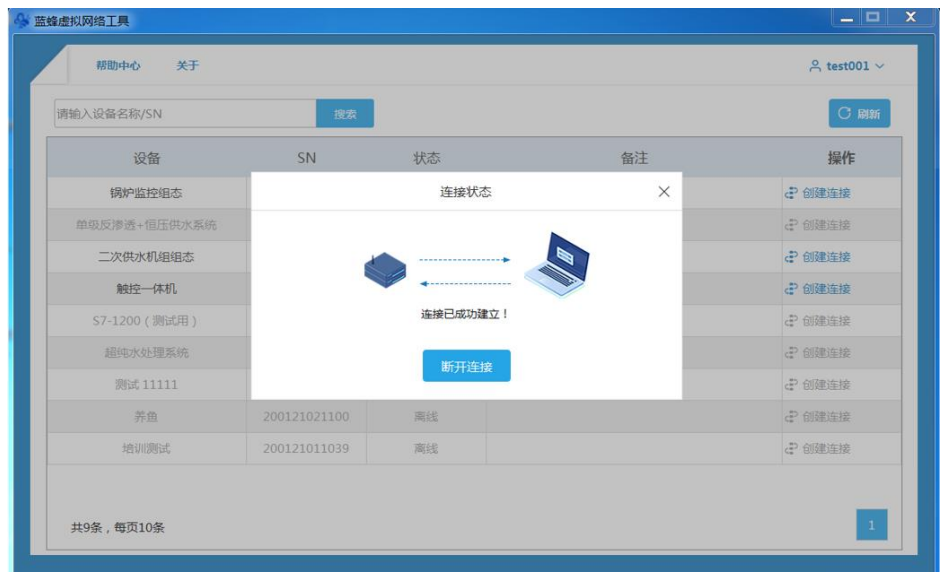 蓝蜂虚拟网络工具
帮助中心 关于 test001
请输入设备名称/SN 搜索 刷新
设备 SN 状态 备注 操作
连接状态
锅炉监控组态 创建连接
单级反渗透+恒压供水系统 创建连接
二次供水机组组态 创建连接
触控一体机 创建连接
连接已成功建立！
S7-1200（测试用） 创建连接
超纯水处理系统 创建连接
断开连接
测试 11111 创建连接
养鱼 200121021100 离线 创建连接
培训测试 200121011039 离线 创建连接
共9条，每页10条 1